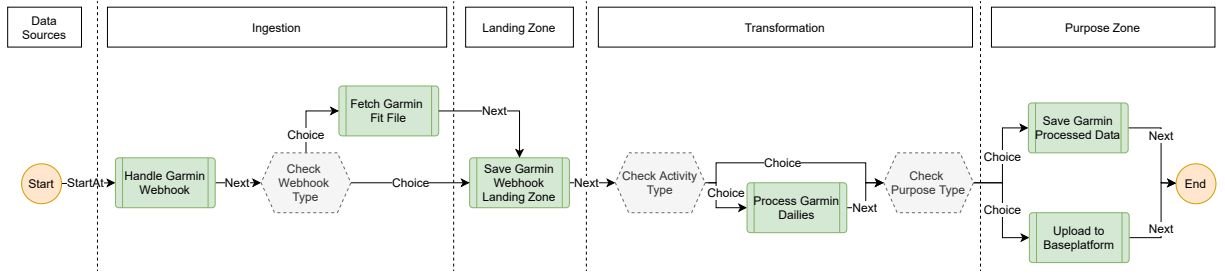 Data
Sources
Ingestion
Landing Zone
Transformation
Purpose Zone
Start
StartAt
Handle Garmin
Webhook
Next
Check
Webhook
Type
Choice
Fetch Garmin
Fit File
Next
Choice
Save Garmin
Webhook
Landing Zone
Next
Check Activity
Type
Choice
Choice
Process Garmin
Dailies
Next
Check
Purpose Type
Choice
Save Garmin
Processed Data
Next
Choice
Upload to
Baseplatform
Next
End